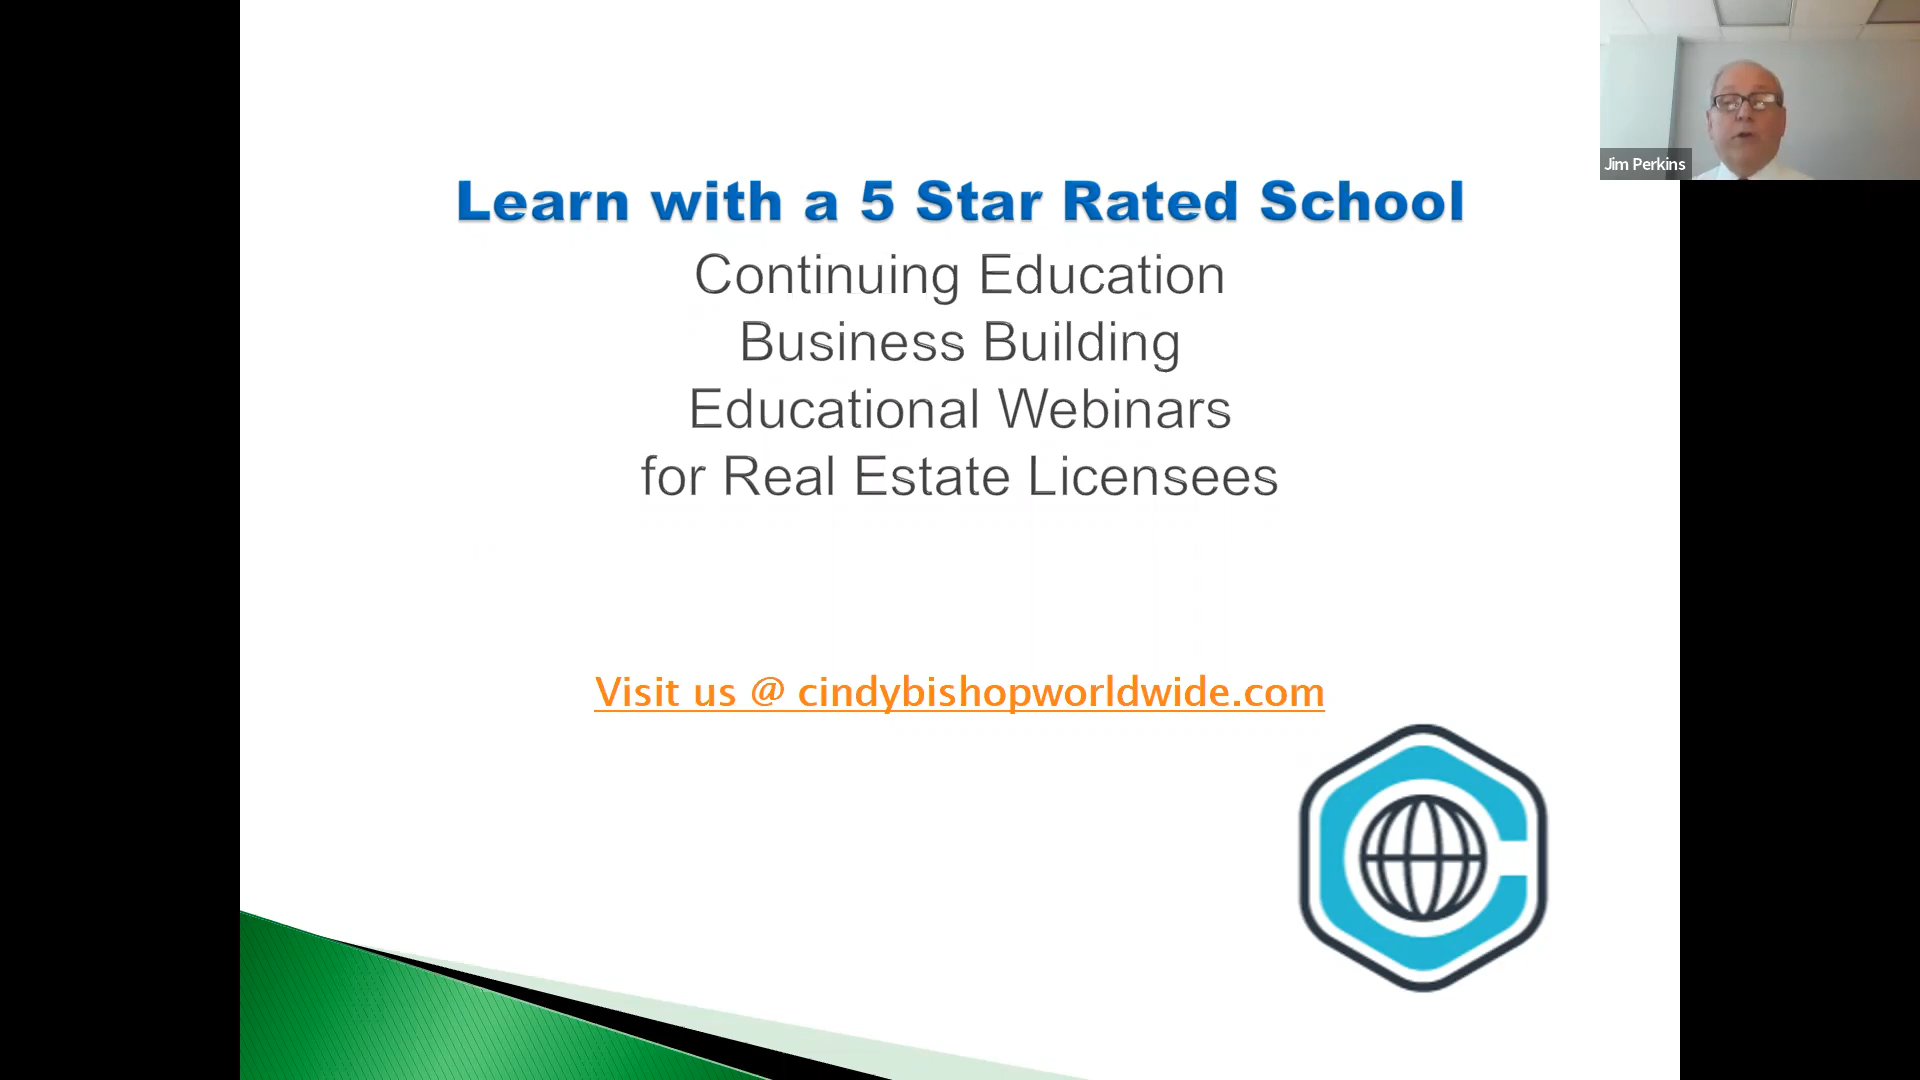 Learn with a 5 Star Rated School
Continuing Education
Business Building
Educational Webinars
for Real Estate Licensees
Visit us @ cindybishopworldwide.com
Jim Perkins